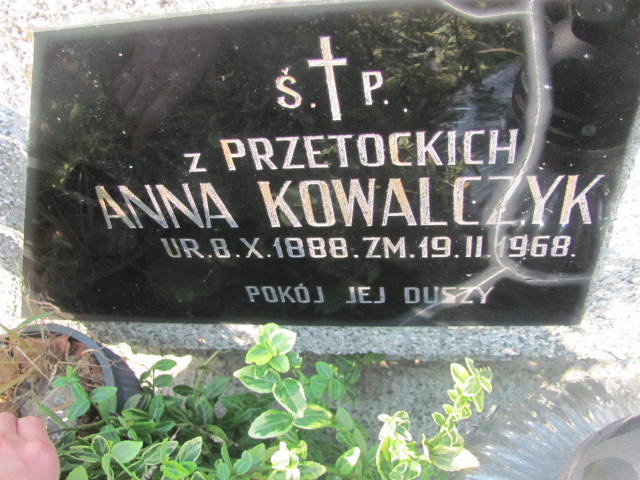 Ś. P.
z PRZETOCKICH
ANNA KOWALCZYK
UR. 8. X. 1888. ZM. 19. II. 1968.
POKÓJ JEJ DUSZY